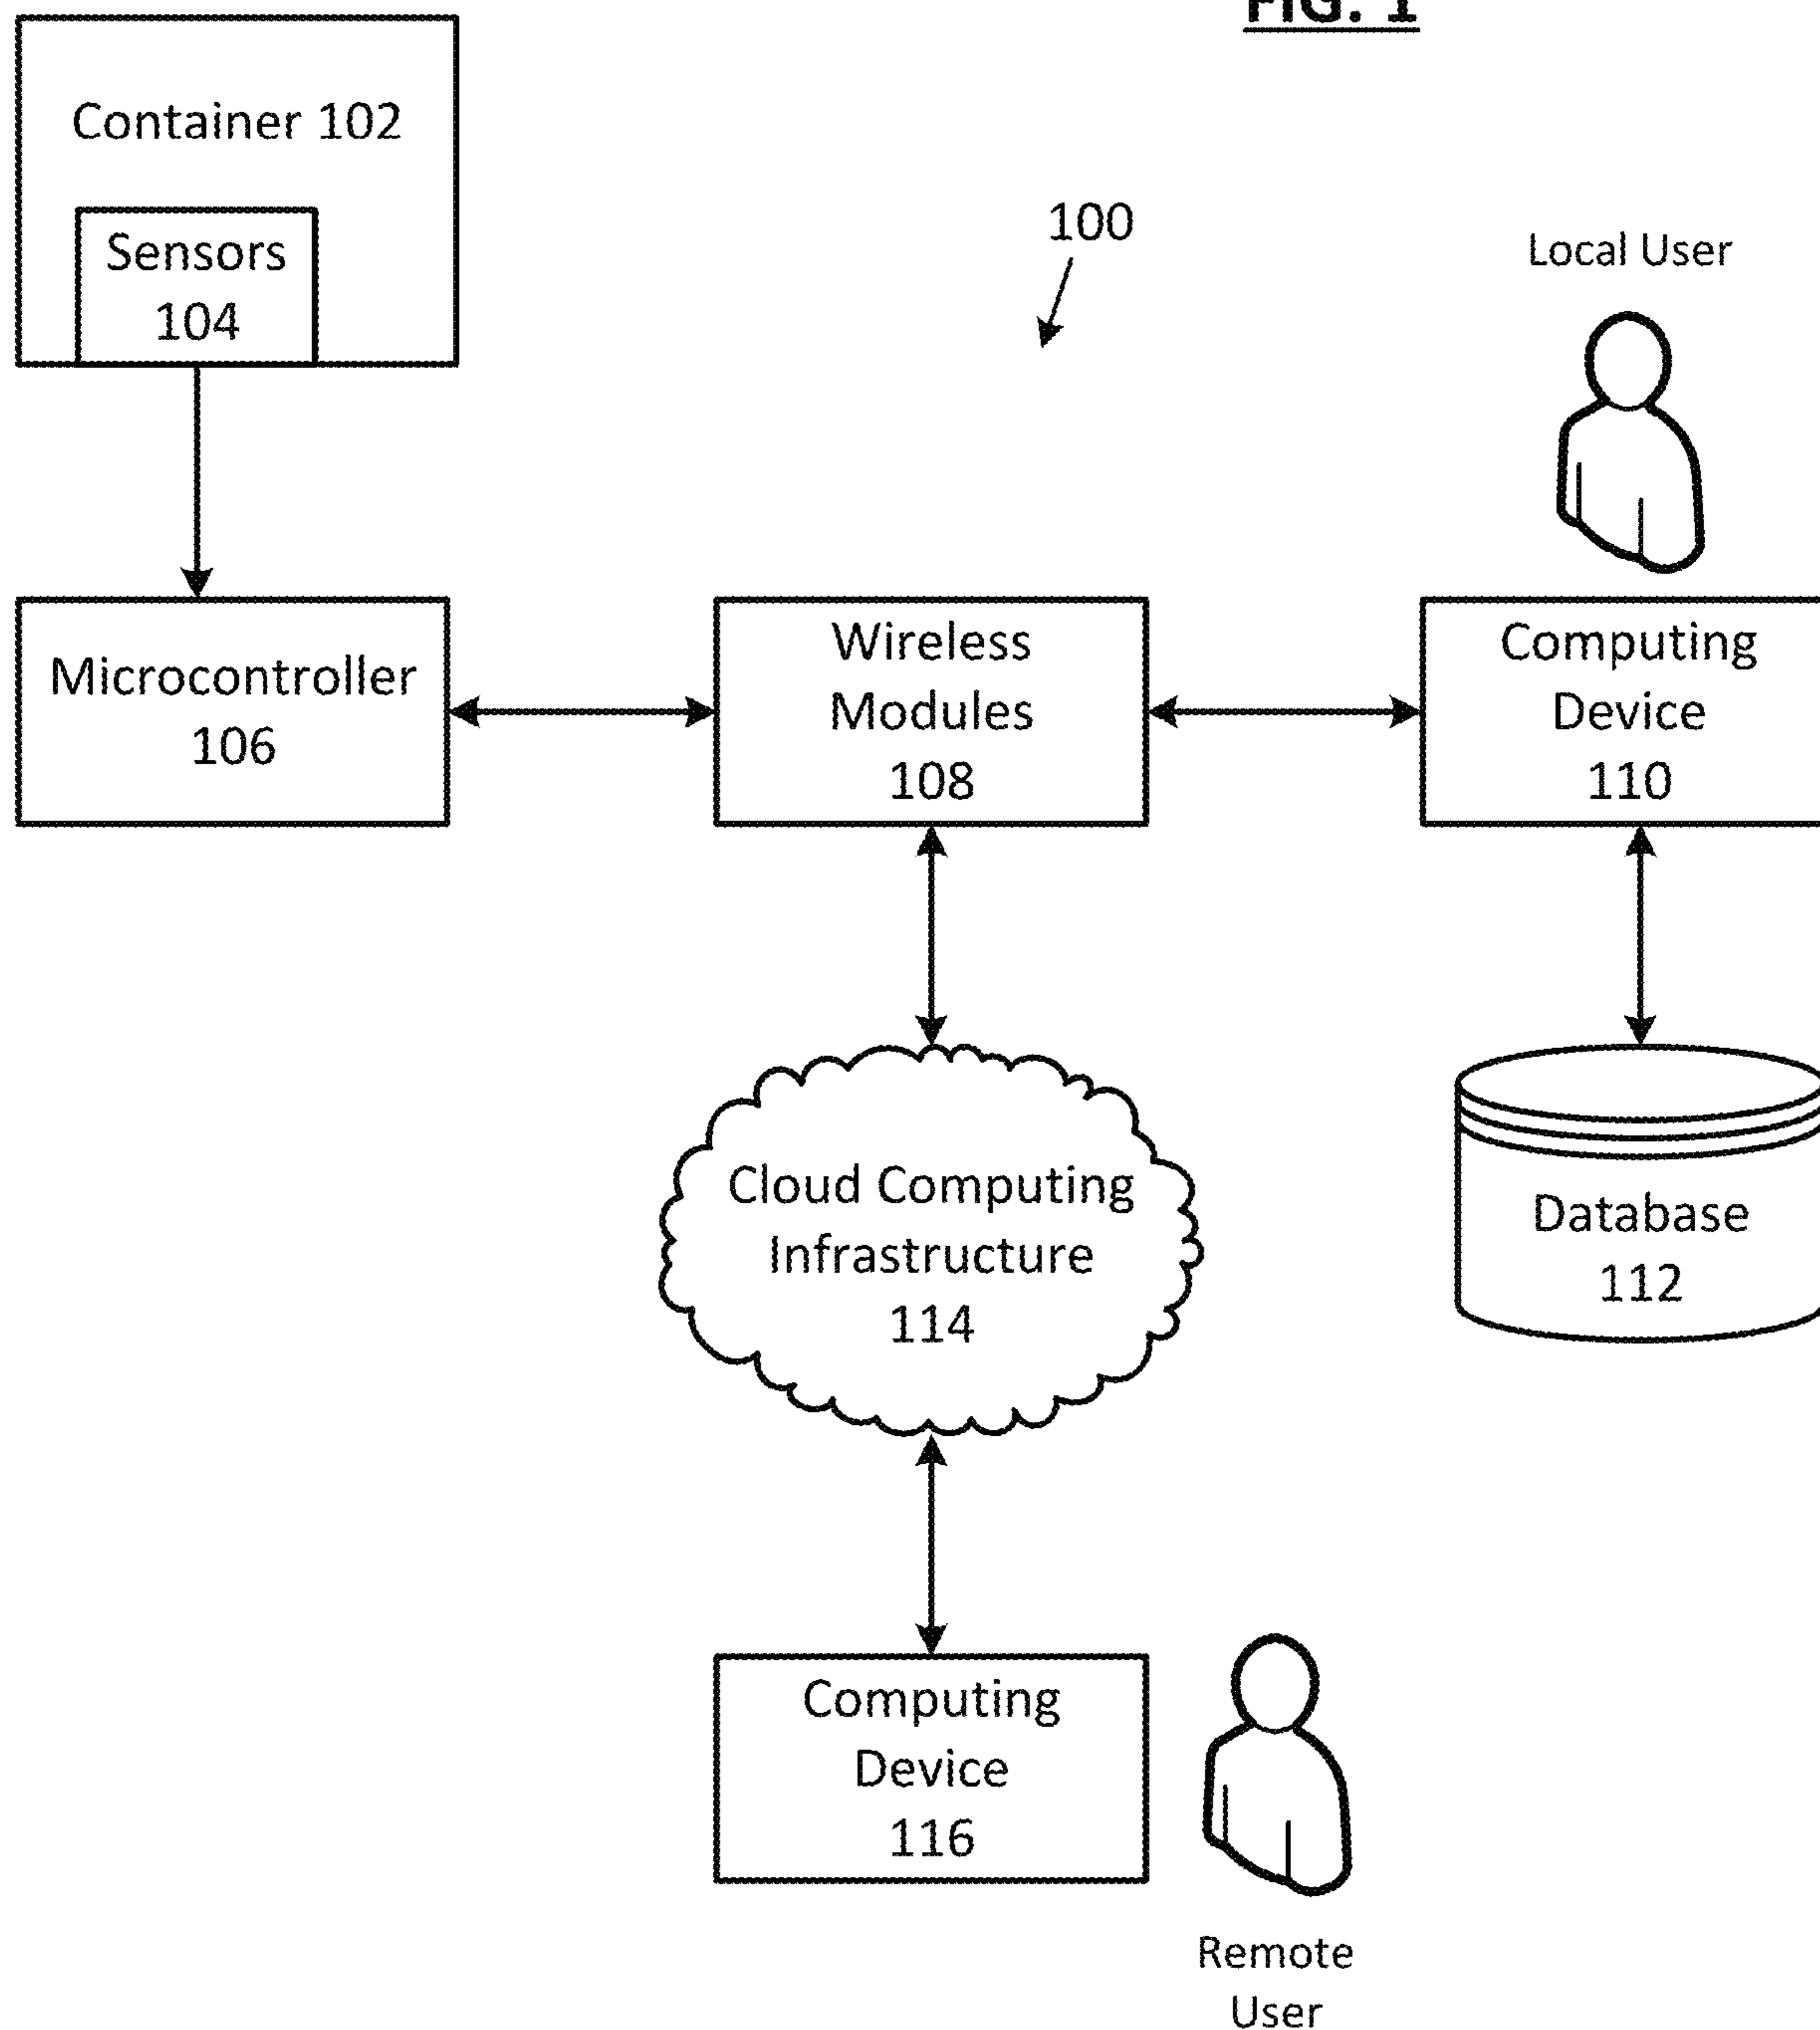 FIG. 1
Container 102
Sensors
104
100
Local User
Microcontroller
106
Wireless
Modules
108
Computing
Device
110
Cloud Computing
Infrastructure
114
Database
112
Computing
Device
116
Remote
User